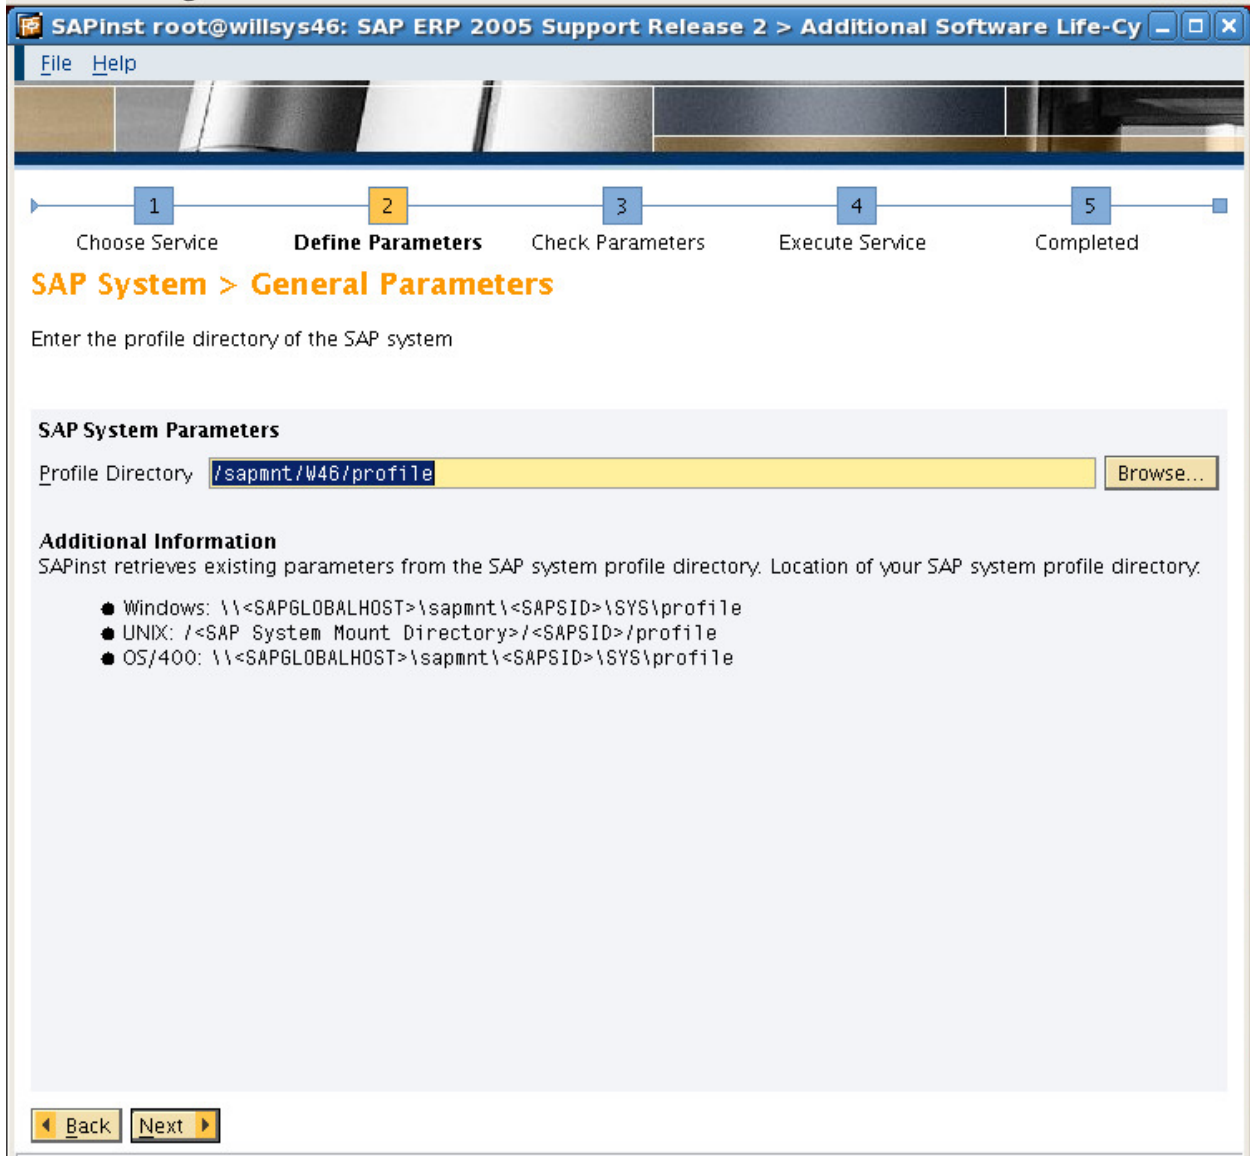 SAPinst root@willsys46: SAP ERP 2005 Support Release 2 > Additional Software Life-Cy
File Help
1 2 3 4 5
Choose Service Define Parameters Check Parameters Execute Service Completed
SAP System > General Parameters
Enter the profile directory of the SAP system
SAP System Parameters
Profile Directory /sapmnt/W46/profile Browse...
Additional Information
SAPinst retrieves existing parameters from the SAP system profile directory. Location of your SAP system profile directory:
● Windows: \\<SAPGLOBALHOST>\sapmnt\<SAPSID>\SYS\profile
● UNIX: /<SAP System Mount Directory>/<SAPSID>/profile
● OS/400: \\<SAPGLOBALHOST>\sapmnt\<SAPSID>\SYS\profile
Back Next